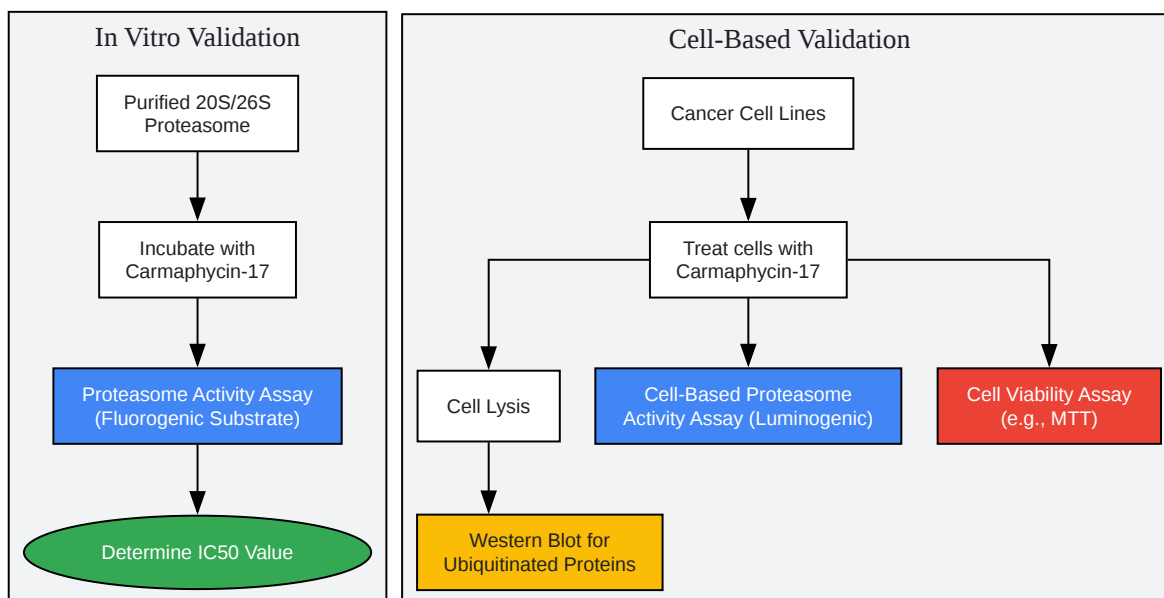 In Vitro Validation
Purified 20S/26S
Proteasome
Incubate with
Carmaphycin-17
Proteasome Activity Assay
(Fluorogenic Substrate)
Determine IC50 Value
Cell-Based Validation
Cancer Cell Lines
Treat cells with
Carmaphycin-17
Cell Lysis
Cell-Based Proteasome
Activity Assay (Luminogenic)
Cell Viability Assay
(e.g., MTT)
Western Blot for
Ubiquitinated Proteins